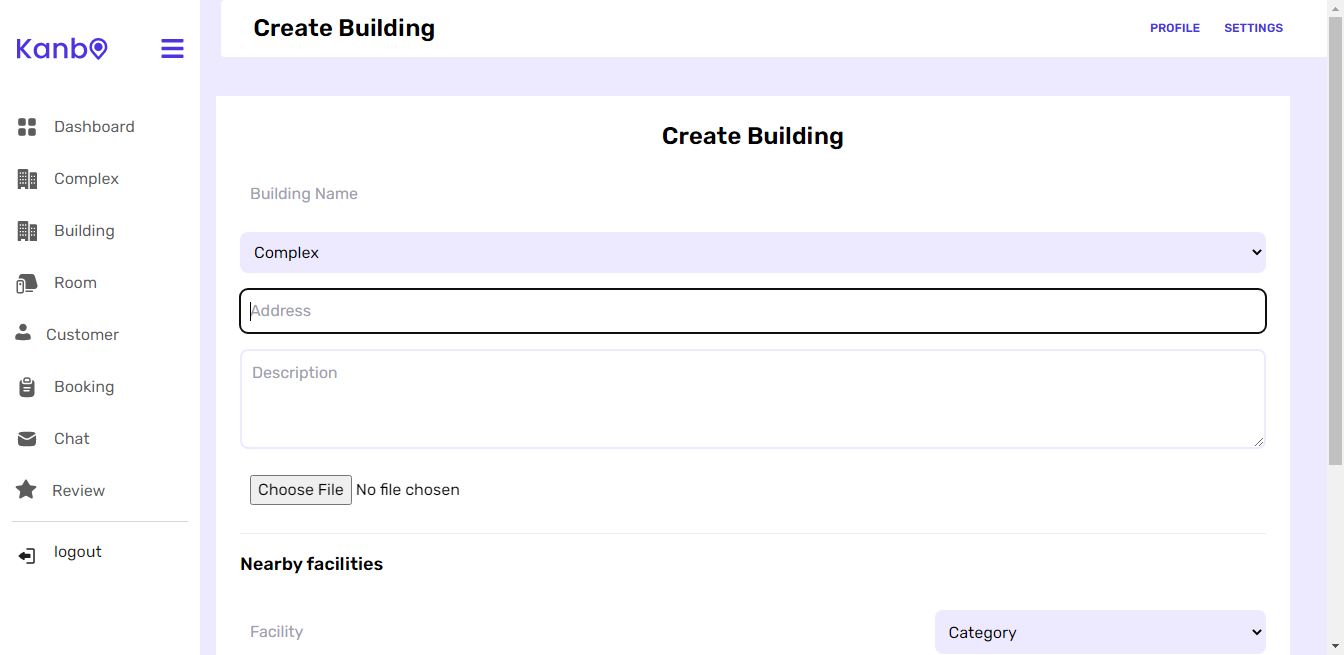 Kanbo
Create Building
PROFILE
SETTINGS
Dashboard
Complex
Building
Room
Customer
Booking
Chat
Review
logout
Create Building
Building Name
Complex
Address
Description
Choose File No file chosen
Nearby facilities
Facility
Category